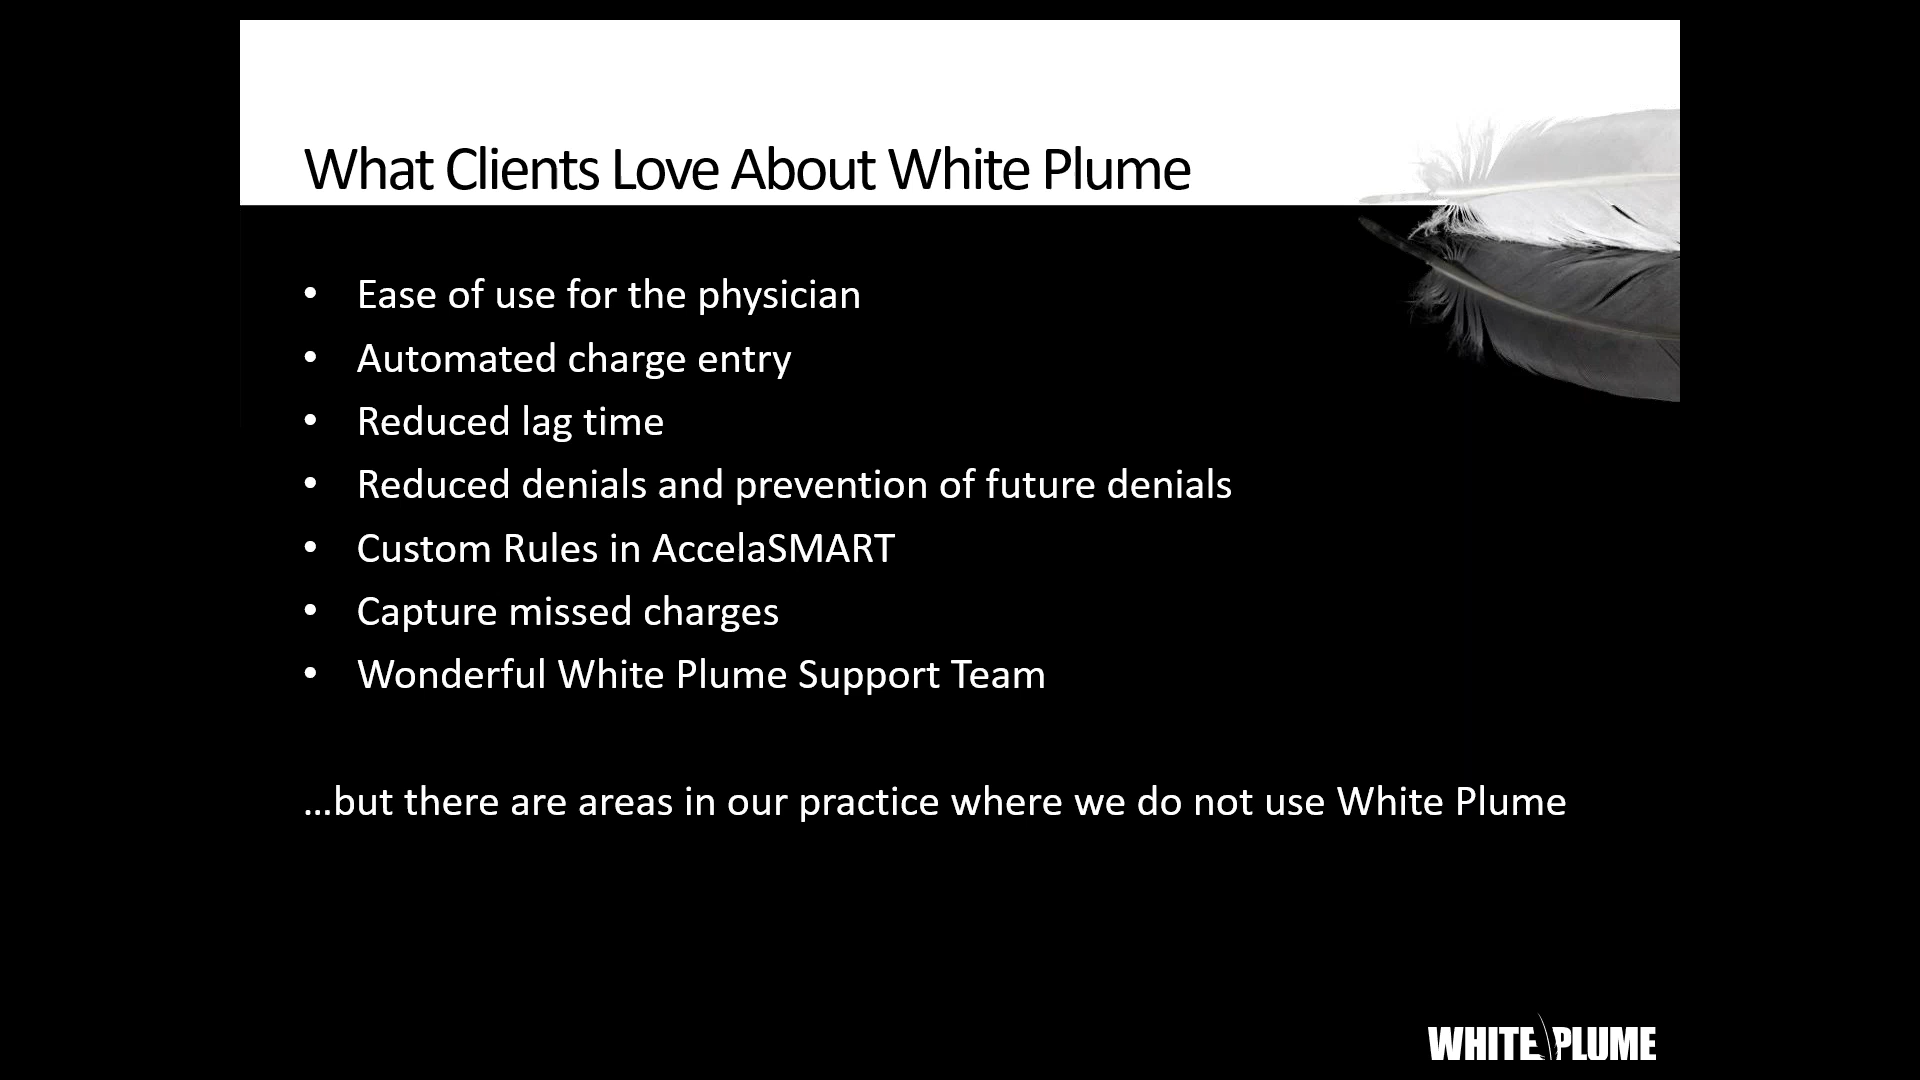 What Clients Love About White Plume
• Ease of use for the physician
• Automated charge entry
• Reduced lag time
• Reduced denials and prevention of future denials
• Custom Rules in AccelaSMART
• Capture missed charges
• Wonderful White Plume Support Team
…but there are areas in our practice where we do not use White Plume
WHITE PLUME